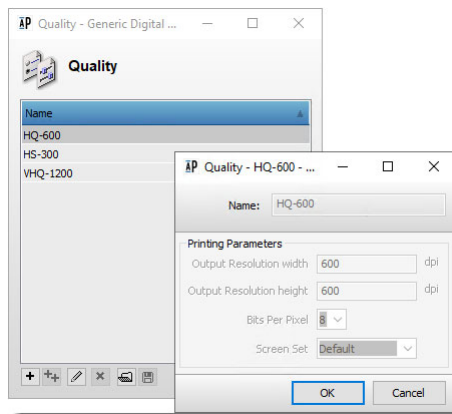 AP Quality - Generic Digital ...
Quality
Name
HQ-600
HS-300
VHQ-1200
AP Quality - HQ-600 - ...
Name: HQ-600
Printing Parameters
Output Resolution width 600 dpi
Output Resolution height 600 dpi
Bits Per Pixel 8
Screen Set Default
OK Cancel